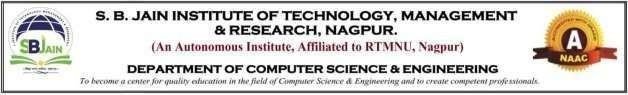 S. B. JAIN INSTITUTE OF TECHNOLOGY, MANAGEMENT
& RESEARCH, NAGPUR.
(An Autonomous Institute, Affiliated to RTMNU, Nagpur)
DEPARTMENT OF COMPUTER SCIENCE & ENGINEERING
To become a center for quality education in the field of Computer Science & Engineering and to create competent professionals.
SBJAIN
A
NAAC